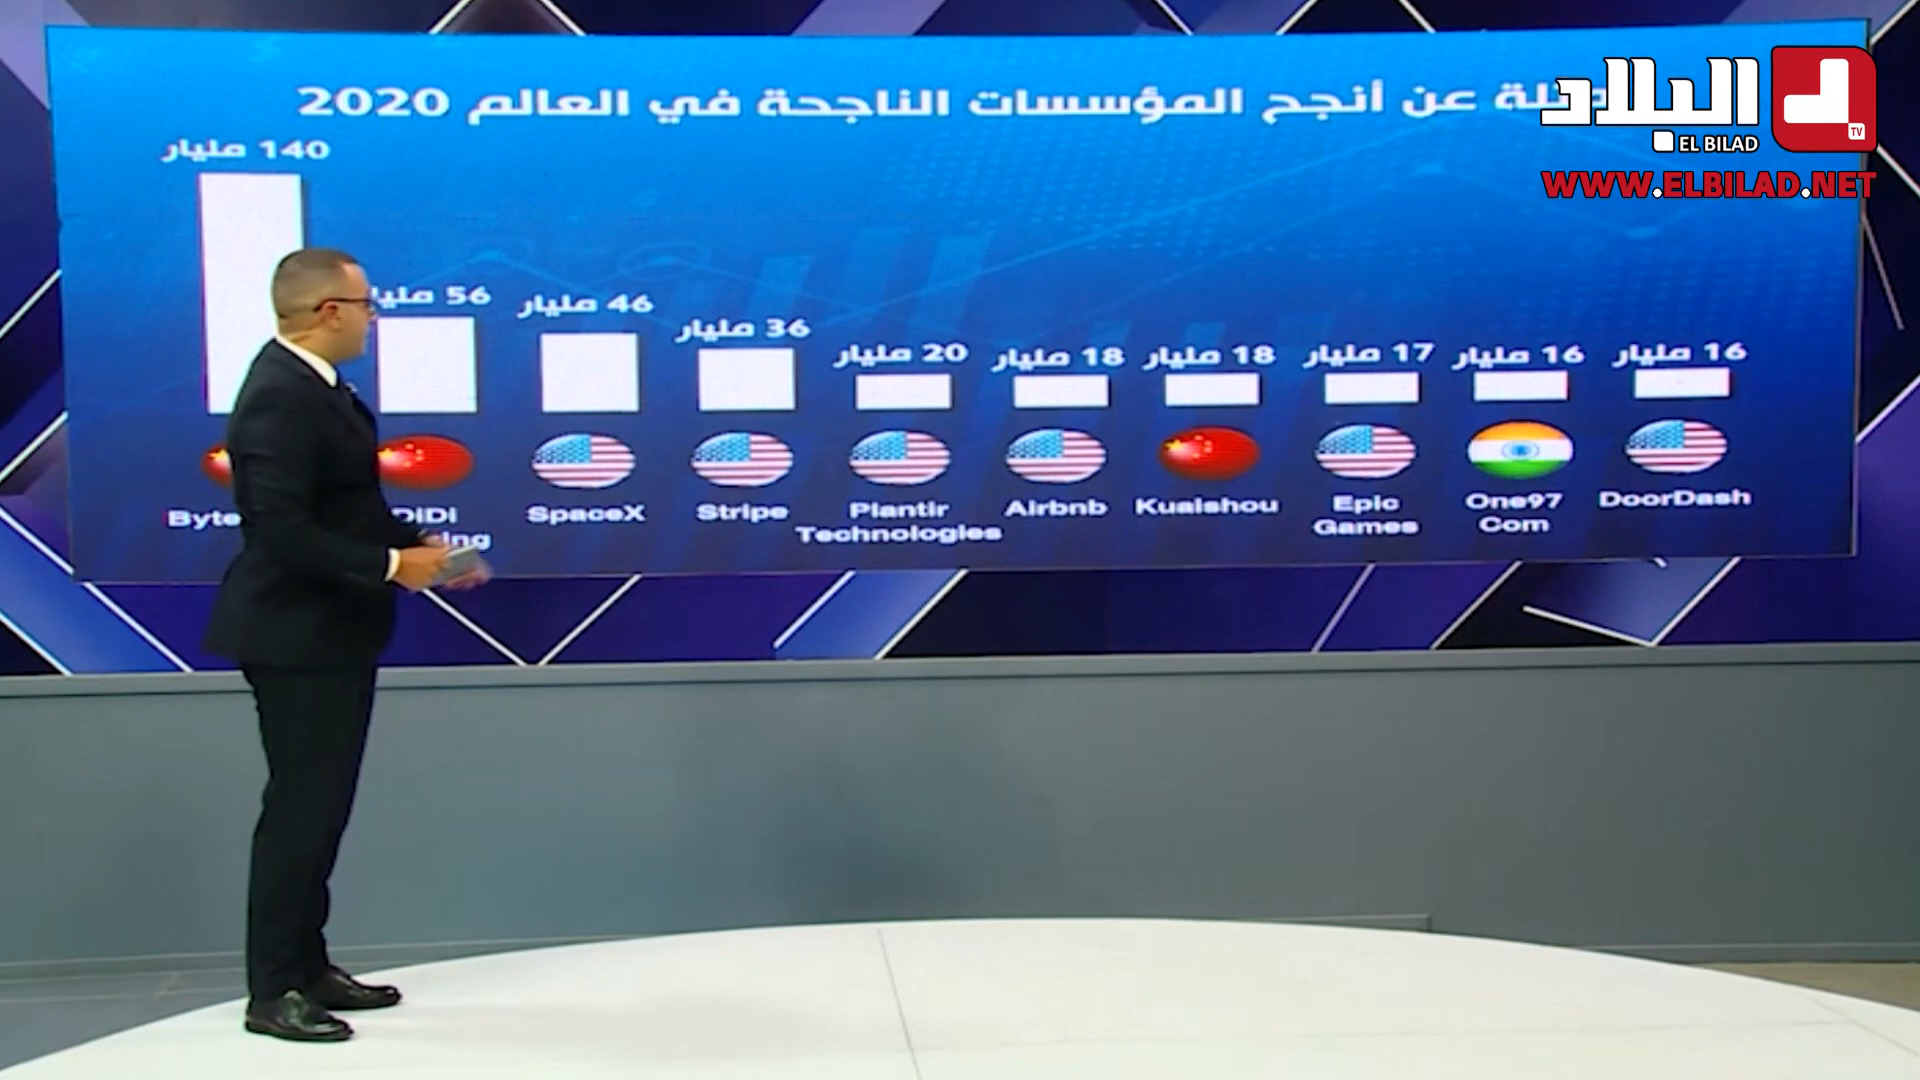 عن أنجح المؤسسات الناجحة في العالم 2020
البلاد
TV
EL BILAD
WWW.ELBILAD.NET
140 مليار
56 مليار
46 مليار
36 مليار
20 مليار
18 مليار
18 مليار
17 مليار
16 مليار
16 مليار
Byte
DiDi
SpaceX
Stripe
Plantir
Technologies
Airbnb
Kuaishou
Epic
Games
One97
Com
DoorDash